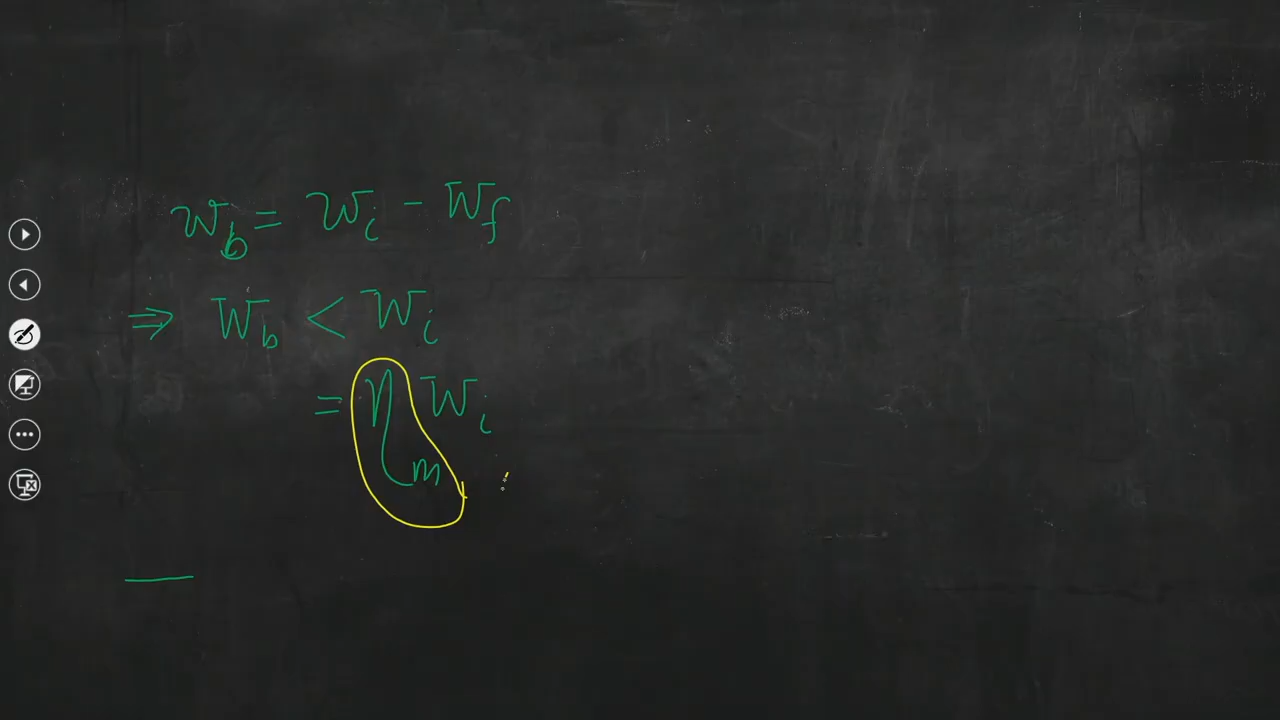 W_b = W_i - W_f
⇒ W_b < W_i
= η_m W_i